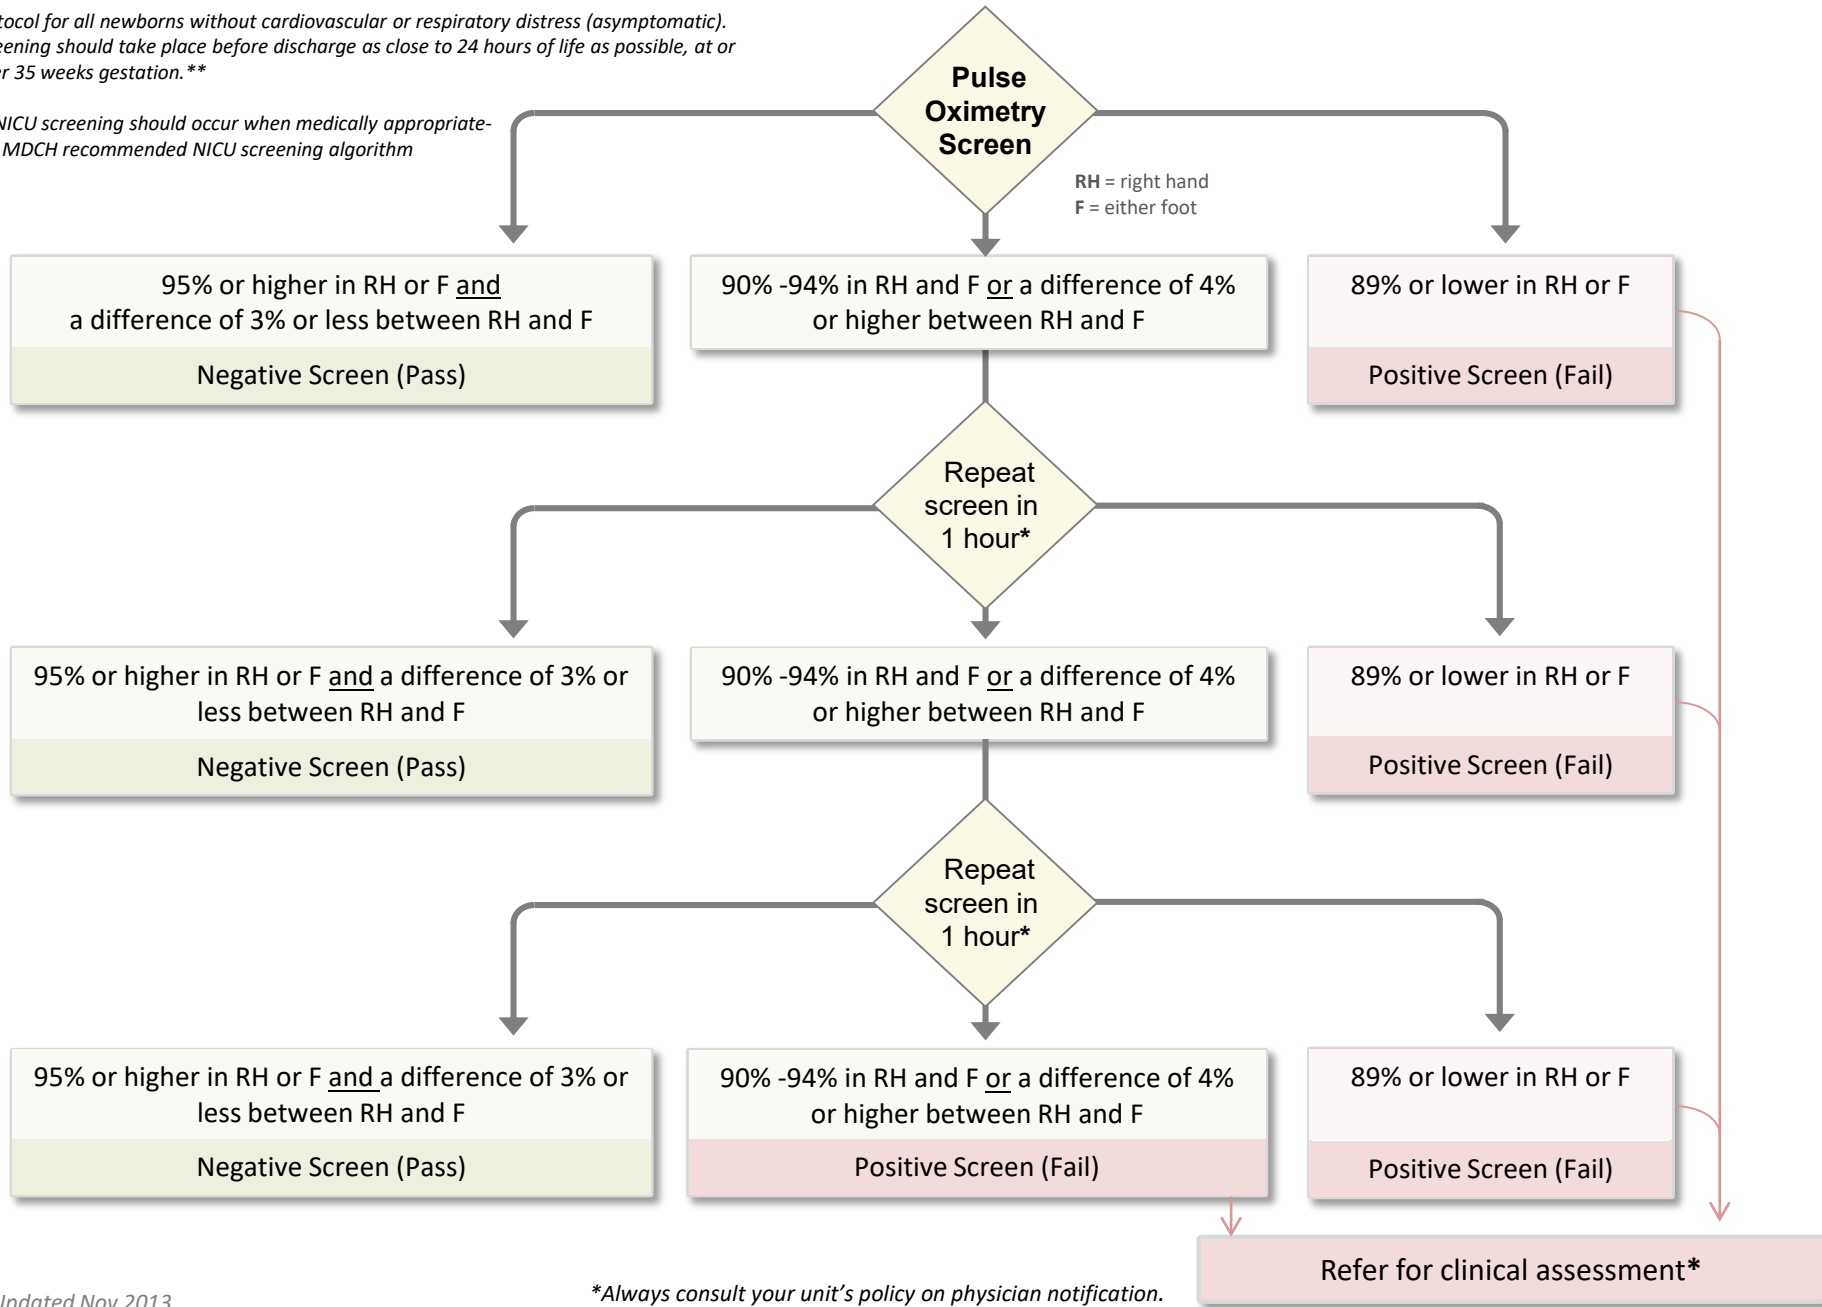 tocol for all newborns without cardiovascular or respiratory distress (asymptomatic).
eening should take place before discharge as close to 24 hours of life as possible, at or
er 35 weeks gestation.**
NICU screening should occur when medically appropriate-
MDCH recommended NICU screening algorithm
Pulse
Oximetry
Screen
RH = right hand
F = either foot
95% or higher in RH or F and
a difference of 3% or less between RH and F
Negative Screen (Pass)
90% -94% in RH and F or a difference of 4%
or higher between RH and F
89% or lower in RH or F
Positive Screen (Fail)
Repeat
screen in
1 hour*
95% or higher in RH or F and a difference of 3% or
less between RH and F
Negative Screen (Pass)
90% -94% in RH and F or a difference of 4%
or higher between RH and F
89% or lower in RH or F
Positive Screen (Fail)
Repeat
screen in
1 hour*
95% or higher in RH or F and a difference of 3% or
less between RH and F
Negative Screen (Pass)
90% -94% in RH and F or a difference of 4%
or higher between RH and F
Positive Screen (Fail)
89% or lower in RH or F
Positive Screen (Fail)
Refer for clinical assessment*
*Always consult your unit's policy on physician notification.
Updated Nov 2013